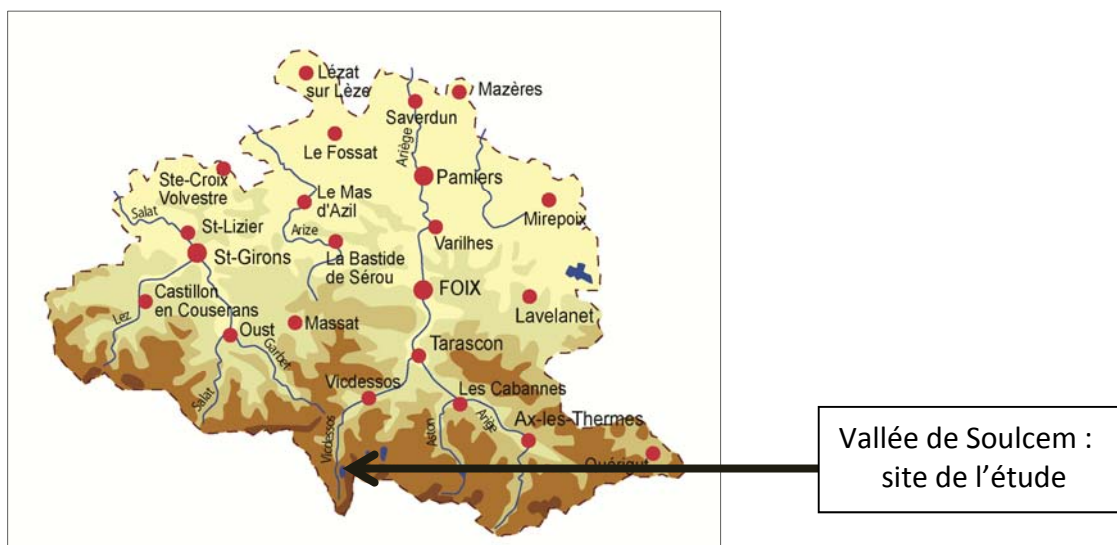 Lézat
sur Lèze
Mazères
Saverdun
Ariège
Le Fossat
Pamiers
Ste-Croix
Volvestre
Le Mas
d'Azil
Mirepoix
Salat
St-Lizier
Arize
Varilhes
St-Girons
La Bastide
de Sérou
FOIX
Castillon
en Couserans
Lavelanet
Lez
Massat
Oust
Garbet
Tarascon
Salat
Vicdessos
Les Cabannes
Ariège
Ax-les-Thermes
Vicdessos
Aston
Quérigut
Vallée de Soulcem :
site de l'étude